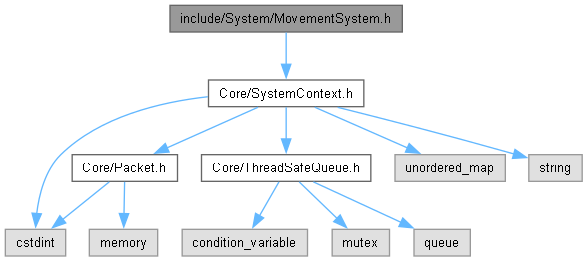 include/System/MovementSystem.h
Core/SystemContext.h
Core/Packet.h
Core/ThreadSafeQueue.h
unordered_map
string
cstdint
memory
condition_variable
mutex
queue